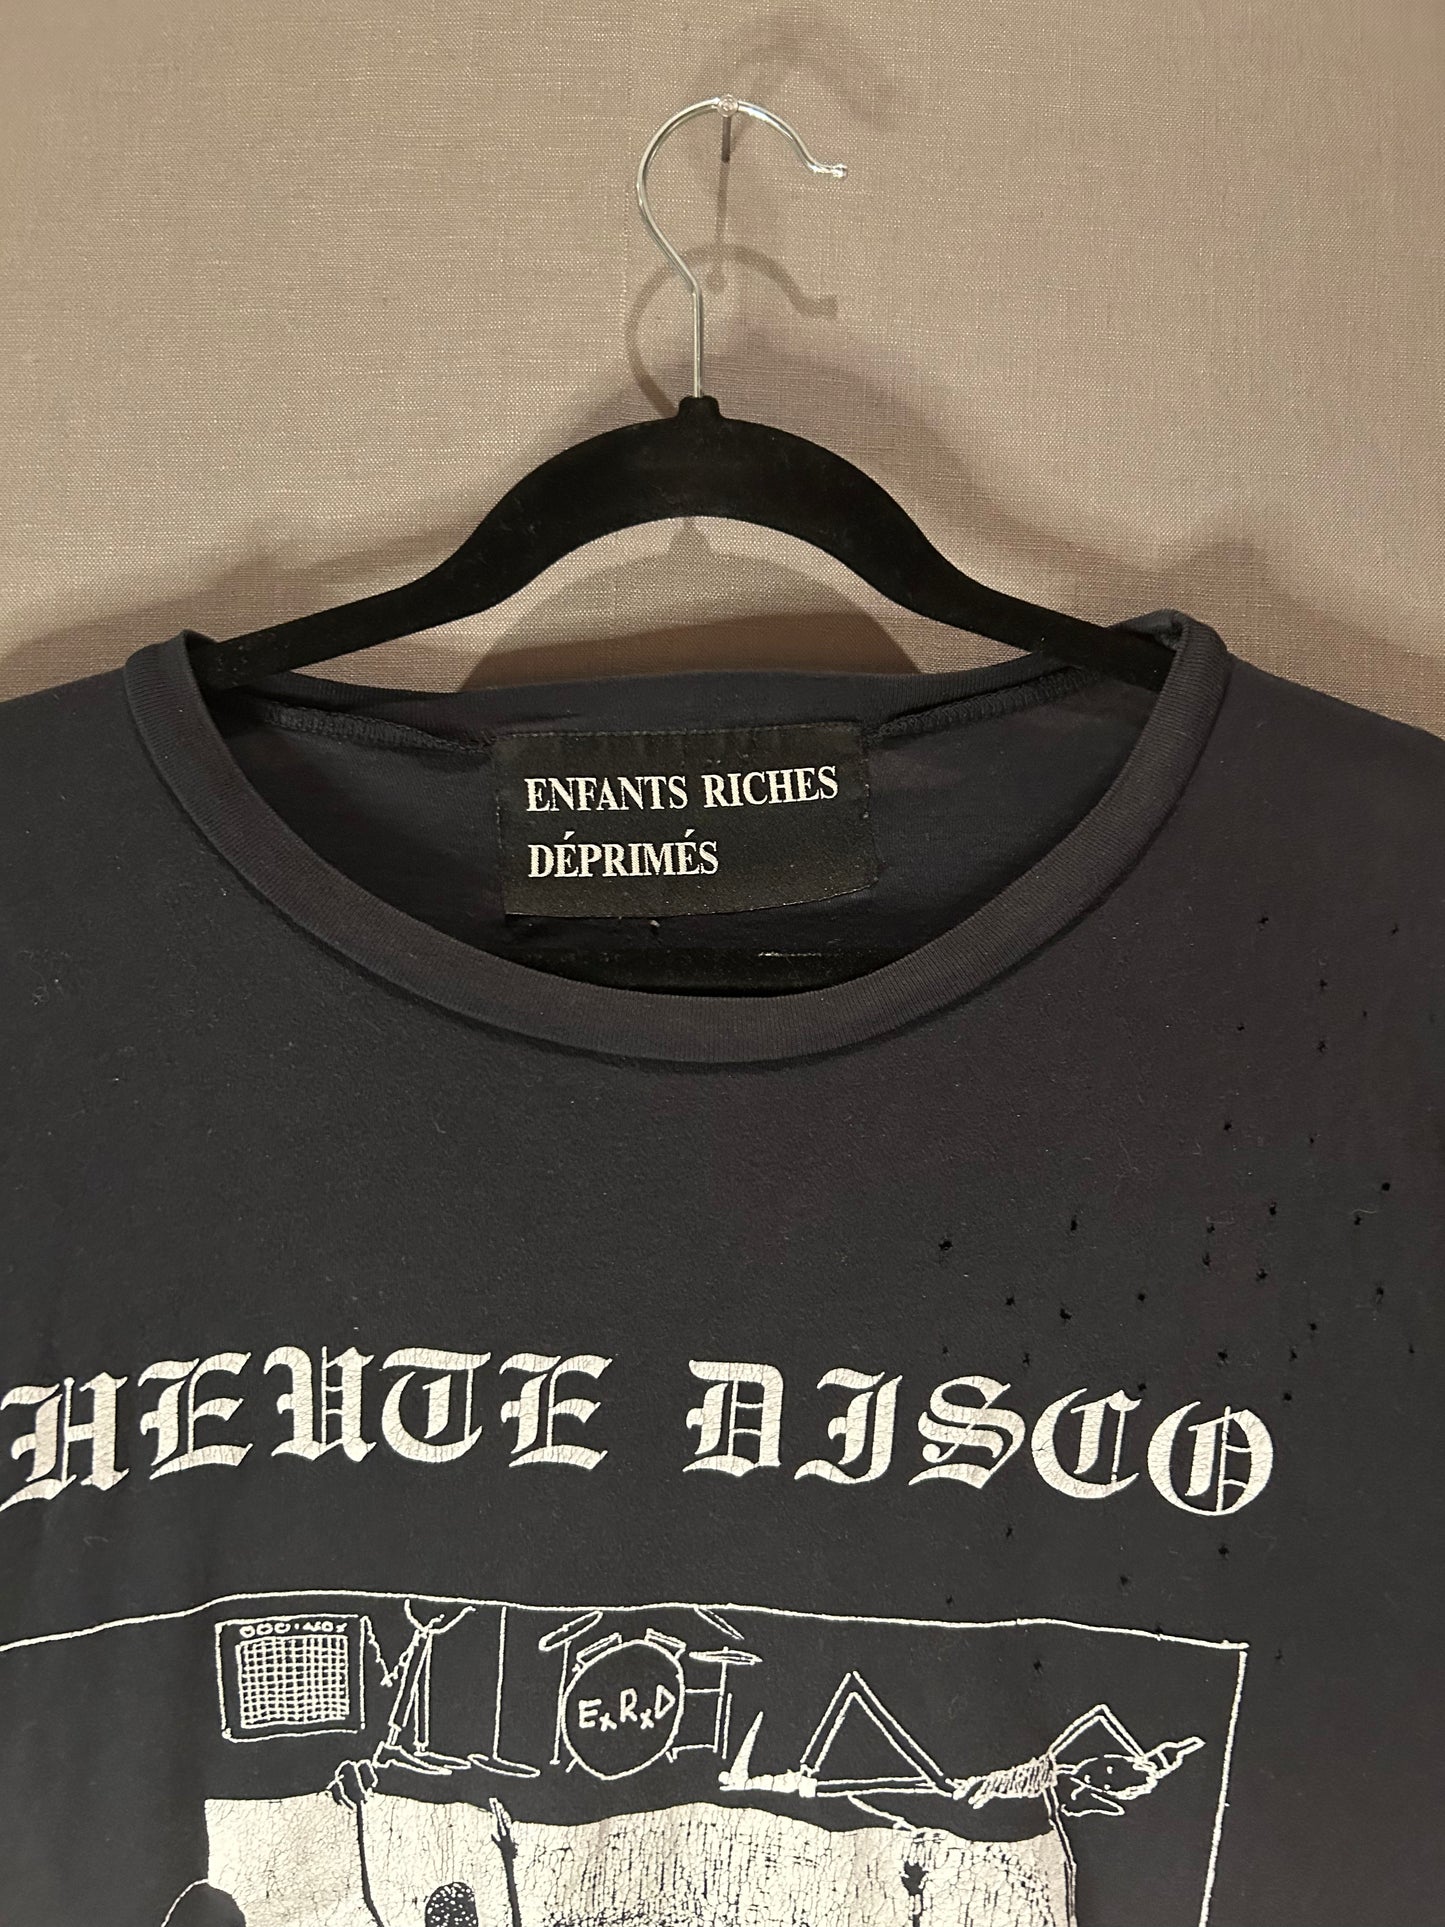 ENFANTS RICHES
DÉPRIMÉS
HEUTE DISCO
ExRxD